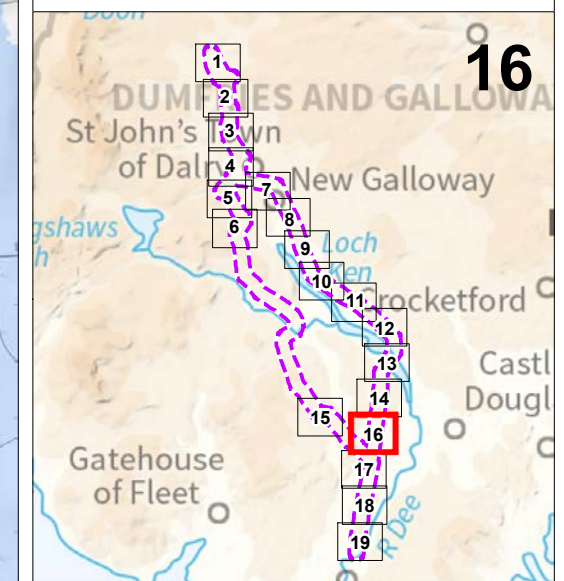 Doon
16
1
2
DUMFRIES AND GALLOWA
3
St John's Town
4
of Dalry
New Galloway
5
7
6
8
gshaws
h
9
Loch
Ken
10
11
Crocketford
12
13
Castl
Dougl
14
15
16
Gatehouse
of Fleet
17
18
R Dee
19